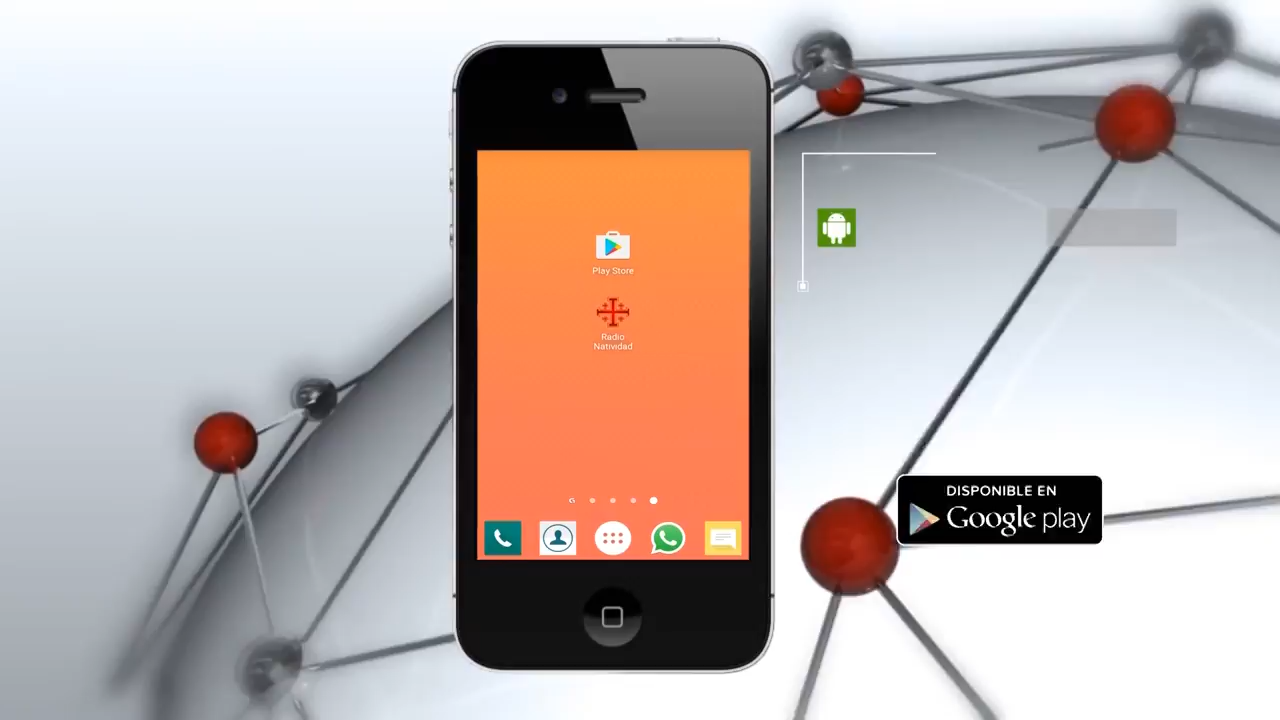 Play Store
Radio
Natividad
DISPONIBLE EN
Google play